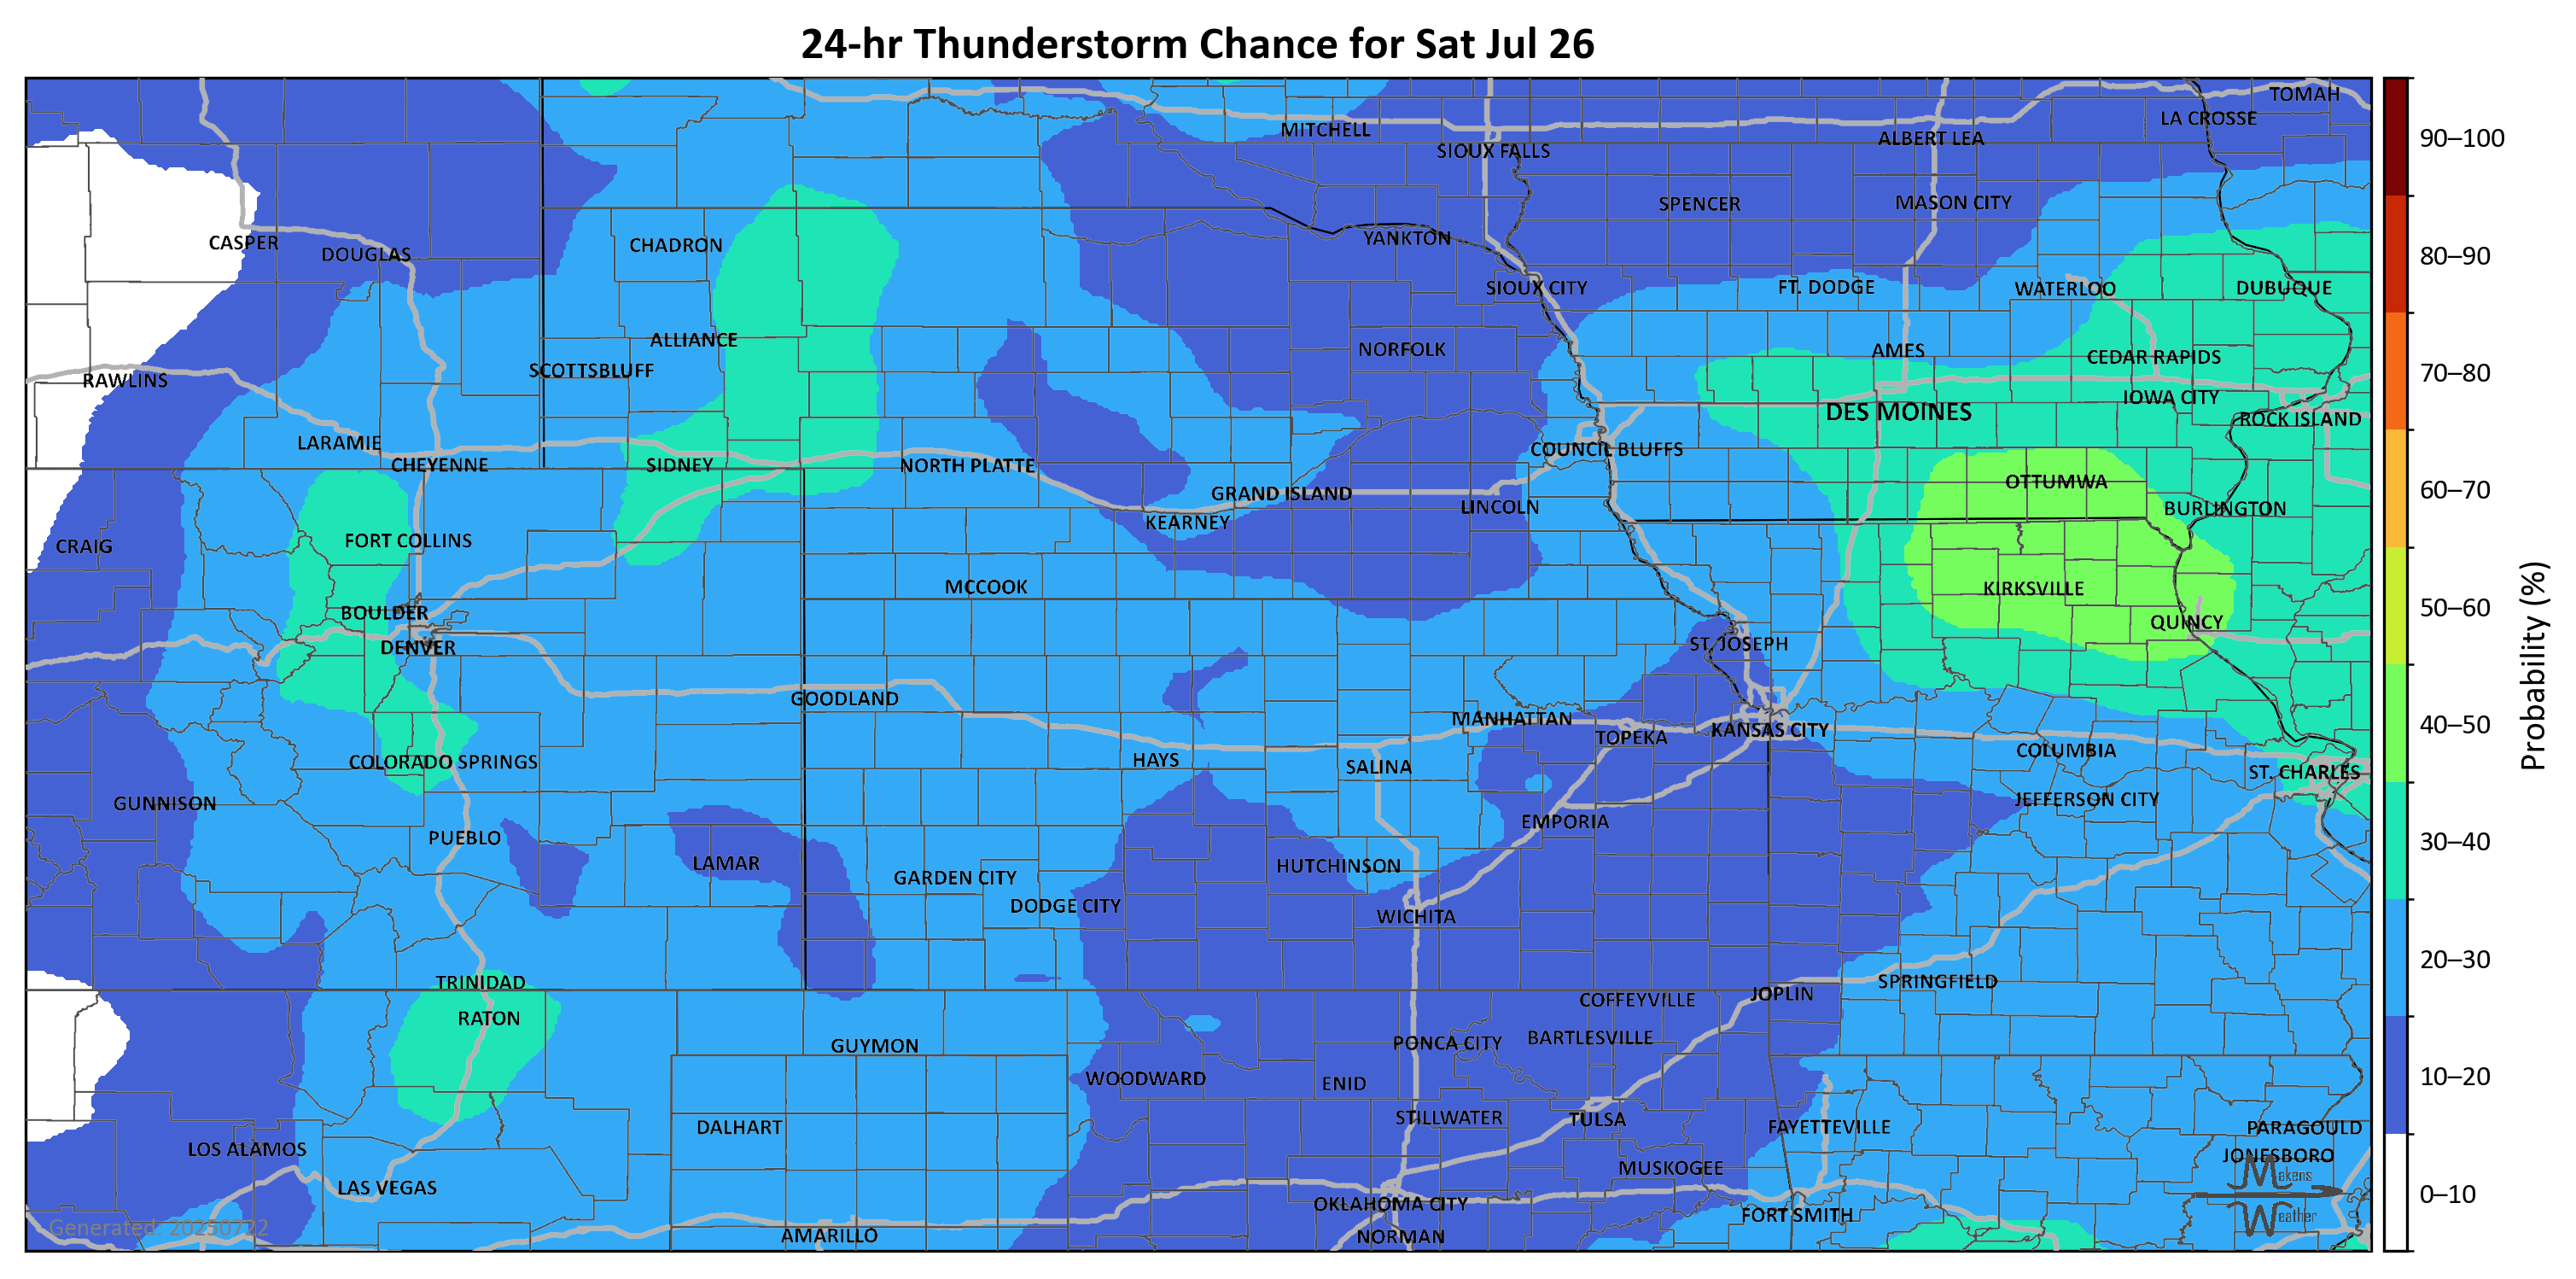 24-hr Thunderstorm Chance for Sat Jul 26
TOMAH
LA CROSSE
MITCHELL
ALBERT LEA
SIOUX FALLS
SPENCER
MASON CITY
CASPER
DOUGLAS
CHADRON
YANKTON
SIOUX CITY
FT. DODGE
WATERLOO
DUBUQUE
ALLIANCE
NORFOLK
AMES
CEDAR RAPIDS
RAWLINS
SCOTTSBLUFF
IOWA CITY
DES MOINES
ROCK ISLAND
LARAMIE
COUNCIL BLUFFS
CHEYENNE
SIDNEY
NORTH PLATTE
OTTUMWA
GRAND ISLAND
LINCOLN
BURLINGTON
KEARNEY
CRAIG
FORT COLLINS
MCCOOK
KIRKSVILLE
BOULDER
QUINCY
DENVER
ST. JOSEPH
GOODLAND
MANHATTAN
TOPEKA
KANSAS CITY
COLUMBIA
COLORADO SPRINGS
HAYS
SALINA
ST. CHARLES
GUNNISON
JEFFERSON CITY
EMPORIA
PUEBLO
LAMAR
HUTCHINSON
GARDEN CITY
DODGE CITY
WICHITA
TRINIDAD
SPRINGFIELD
JOPLIN
COFFEYVILLE
RATON
BARTLESVILLE
PONCA CITY
GUYMON
WOODWARD
ENID
STILLWATER
TULSA
DALHART
FAYETTEVILLE
PARAGOULD
LOS ALAMOS
JONESBORO
MUSKOGEE
LAS VEGAS
OKLAHOMA CITY
FORT SMITH
AMARILLO
NORMAN
Generated: 20250722
Makens
Weather
90–100
80–90
70–80
60–70
50–60
40–50
30–40
20–30
10–20
0–10
Probability (%)